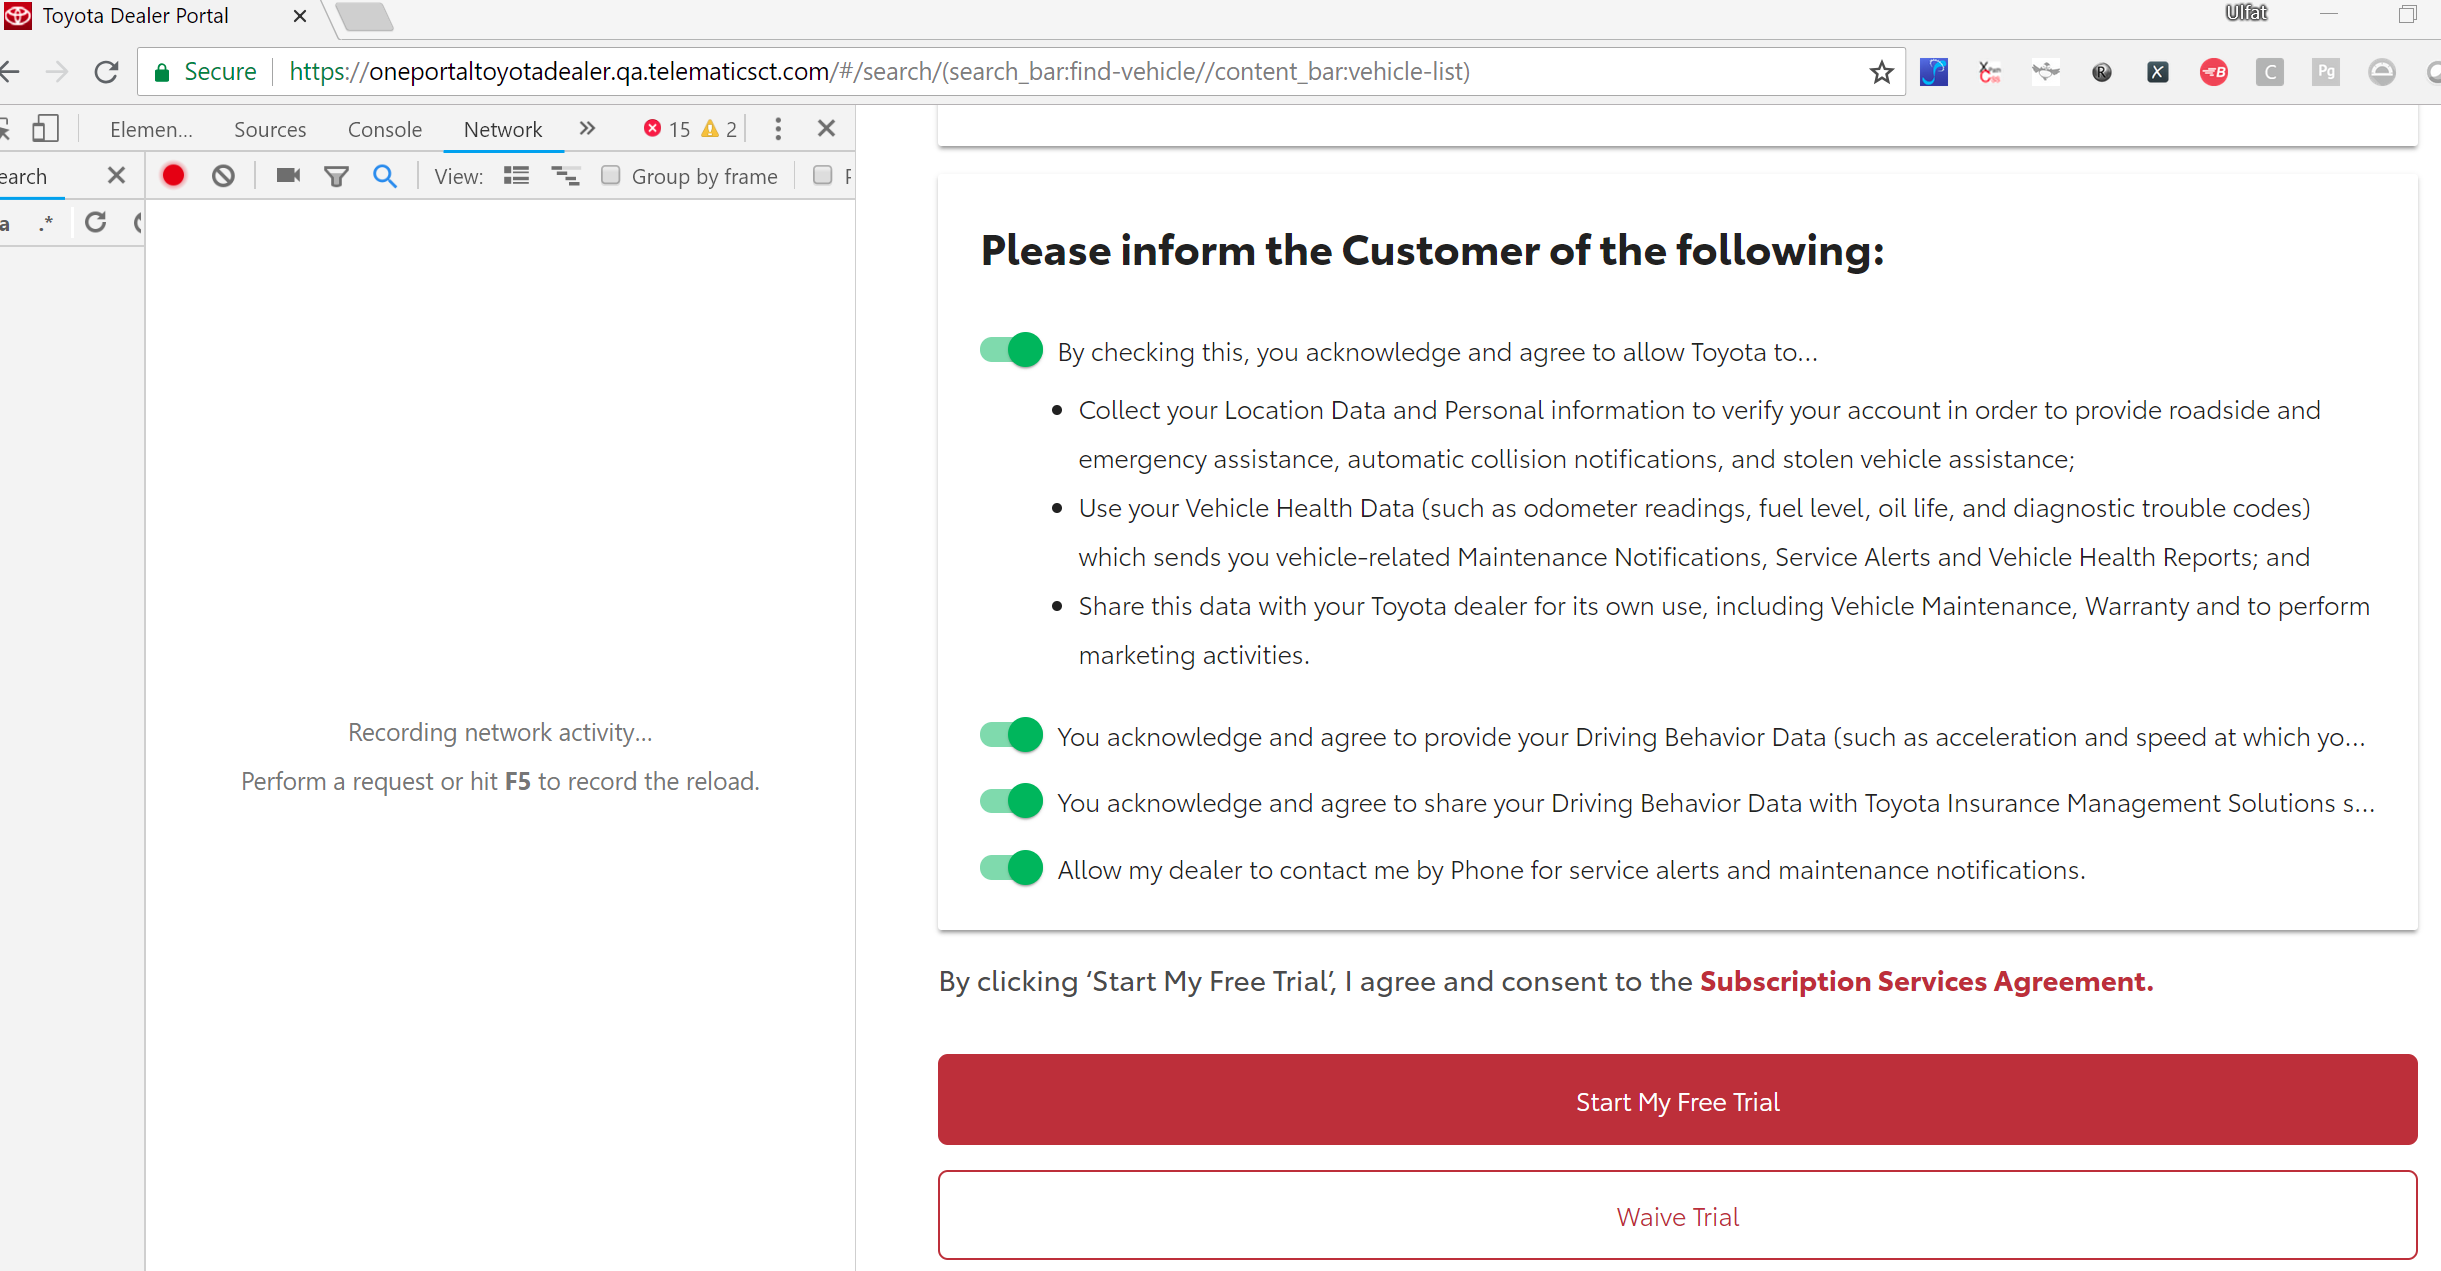 Toyota Dealer Portal
Ulfat
Secure
https://oneportaltoyotadealer.qa.telematicsct.com/#/search/(search_bar:find-vehicle//content_bar:vehicle-list)
Elemen...
Sources
Console
Network
15
2
earch
View:
Group by frame
a
.*
Recording network activity...
Perform a request or hit F5 to record the reload.
Please inform the Customer of the following:
By checking this, you acknowledge and agree to allow Toyota to...
Collect your Location Data and Personal information to verify your account in order to provide roadside and
emergency assistance, automatic collision notifications, and stolen vehicle assistance;
Use your Vehicle Health Data (such as odometer readings, fuel level, oil life, and diagnostic trouble codes)
which sends you vehicle-related Maintenance Notifications, Service Alerts and Vehicle Health Reports; and
Share this data with your Toyota dealer for its own use, including Vehicle Maintenance, Warranty and to perform
marketing activities.
You acknowledge and agree to provide your Driving Behavior Data (such as acceleration and speed at which yo...
You acknowledge and agree to share your Driving Behavior Data with Toyota Insurance Management Solutions s...
Allow my dealer to contact me by Phone for service alerts and maintenance notifications.
By clicking ‘Start My Free Trial’, I agree and consent to the Subscription Services Agreement.
Start My Free Trial
Waive Trial